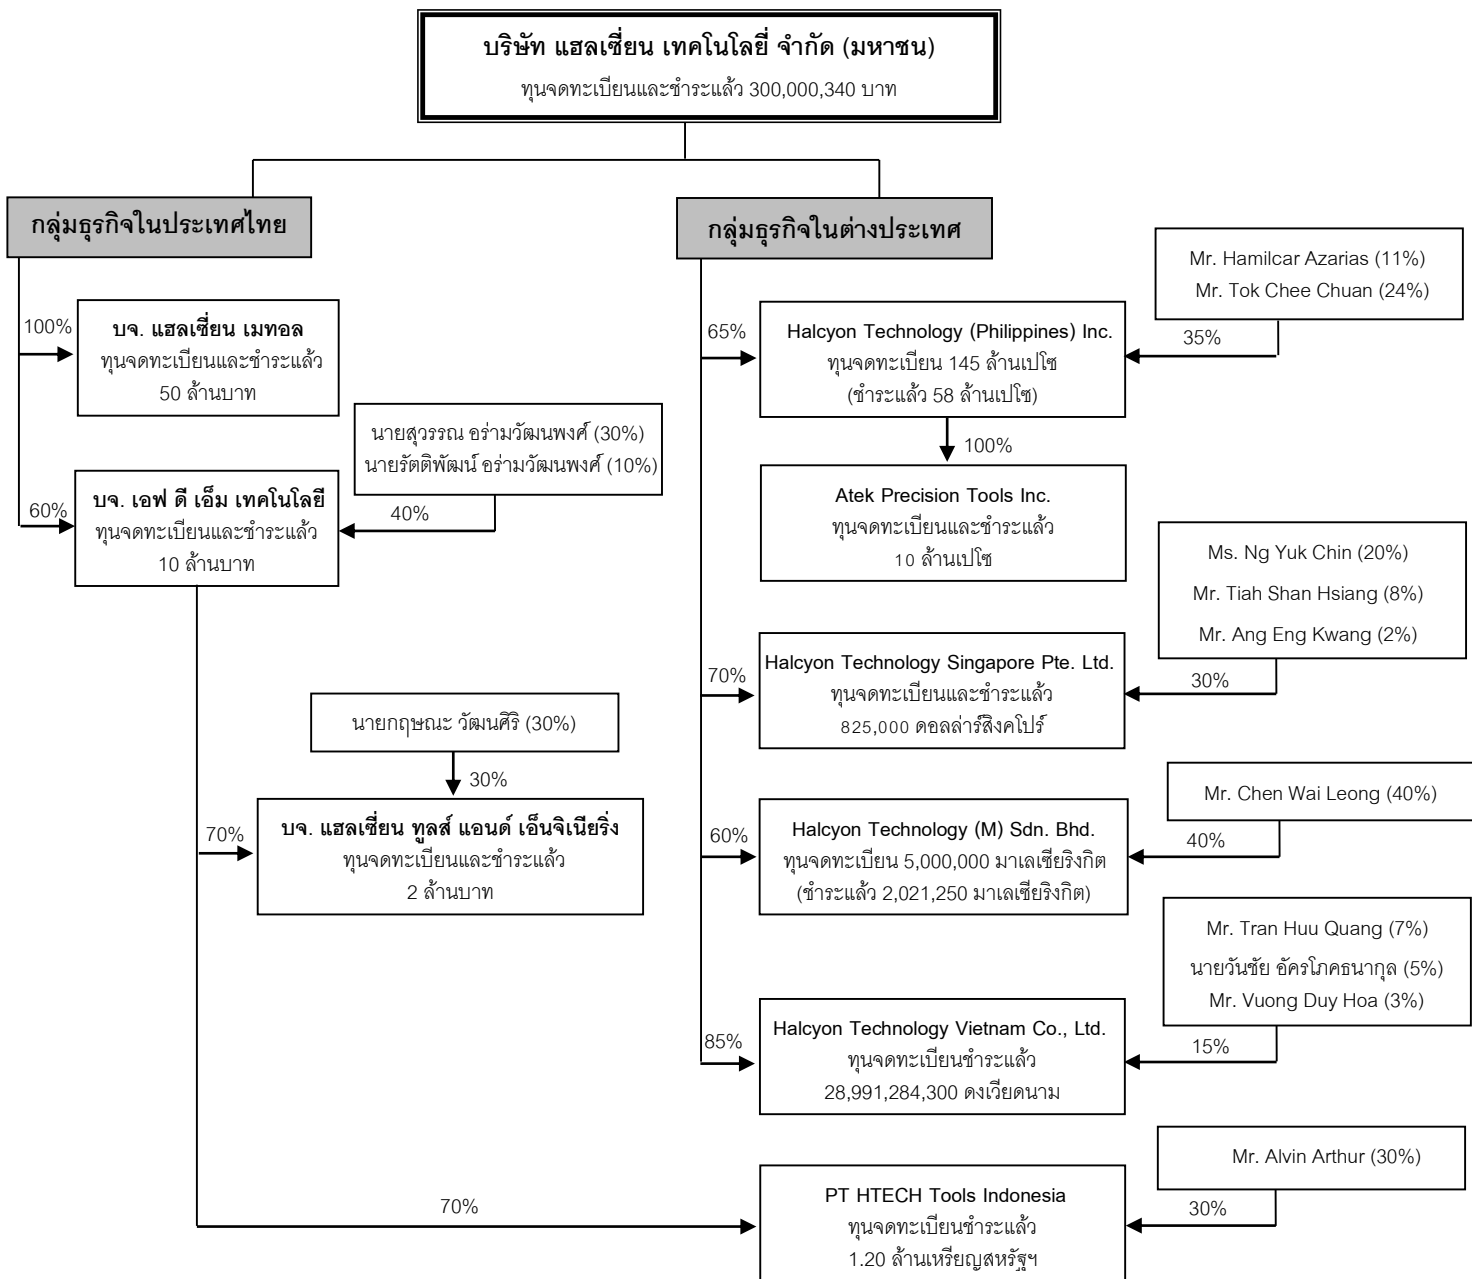 บริษัท แฮลเซี่ยน เทคโนโลยี่ จำกัด (มหาชน)
ทุนจดทะเบียนและชำระแล้ว 300,000,340 บาท
กลุ่มธุรกิจในประเทศไทย
100%
บจ. แฮลเซี่ยน เมทอล
ทุนจดทะเบียนและชำระแล้ว
50 ล้านบาท
นายสุวรรณ อร่ามวัฒนพงศ์ (30%)
นายรัตติพัฒน์ อร่ามวัฒนพงศ์ (10%)
60%
บจ. เอฟ ดี เอ็ม เทคโนโลยี
ทุนจดทะเบียนและชำระแล้ว
10 ล้านบาท
40%
นายกฤษณะ วัฒนศิริ (30%)
30%
70%
บจ. แฮลเซี่ยน ทูลส์ แอนด์ เอ็นจิเนียริ่ง
ทุนจดทะเบียนและชำระแล้ว
2 ล้านบาท
กลุ่มธุรกิจในต่างประเทศ
Mr. Hamilcar Azarias (11%)
Mr. Tok Chee Chuan (24%)
65%
Halcyon Technology (Philippines) Inc.
ทุนจดทะเบียน 145 ล้านเปโซ
(ชำระแล้ว 58 ล้านเปโซ)
35%
100%
Atek Precision Tools Inc.
ทุนจดทะเบียนและชำระแล้ว
10 ล้านเปโซ
Ms. Ng Yuk Chin (20%)
Mr. Tiah Shan Hsiang (8%)
Mr. Ang Eng Kwang (2%)
70%
Halcyon Technology Singapore Pte. Ltd.
ทุนจดทะเบียนและชำระแล้ว
825,000 ดอลล่าร์สิงคโปร์
30%
Mr. Chen Wai Leong (40%)
60%
Halcyon Technology (M) Sdn. Bhd.
ทุนจดทะเบียน 5,000,000 มาเลเซียริงกิต
(ชำระแล้ว 2,021,250 มาเลเซียริงกิต)
40%
Mr. Tran Huu Quang (7%)
นายวันชัย อัครโภคธนากุล (5%)
Mr. Vuong Duy Hoa (3%)
85%
Halcyon Technology Vietnam Co., Ltd.
ทุนจดทะเบียนชำระแล้ว
28,991,284,300 ดงเวียดนาม
15%
Mr. Alvin Arthur (30%)
70%
PT HTECH Tools Indonesia
ทุนจดทะเบียนชำระแล้ว
1.20 ล้านเหรียญสหรัฐฯ
30%